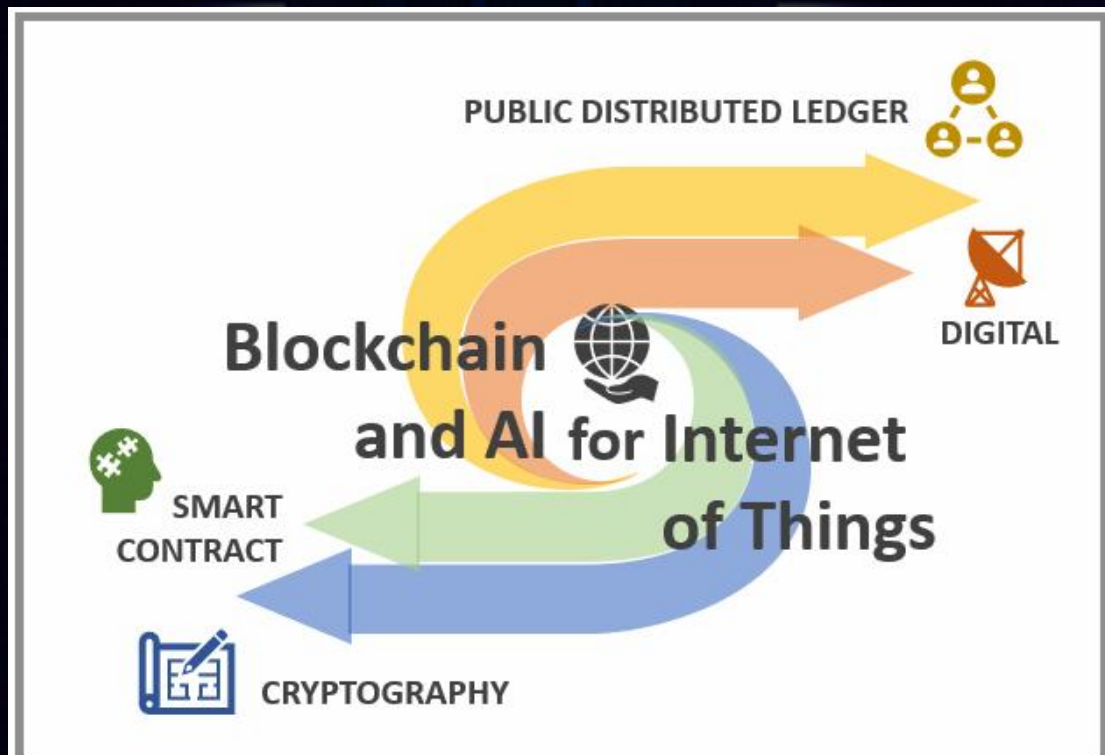 PUBLIC DISTRIBUTED LEDGER
DIGITAL
Blockchain
and AI for Internet
of Things
SMART
CONTRACT
CRYPTOGRAPHY